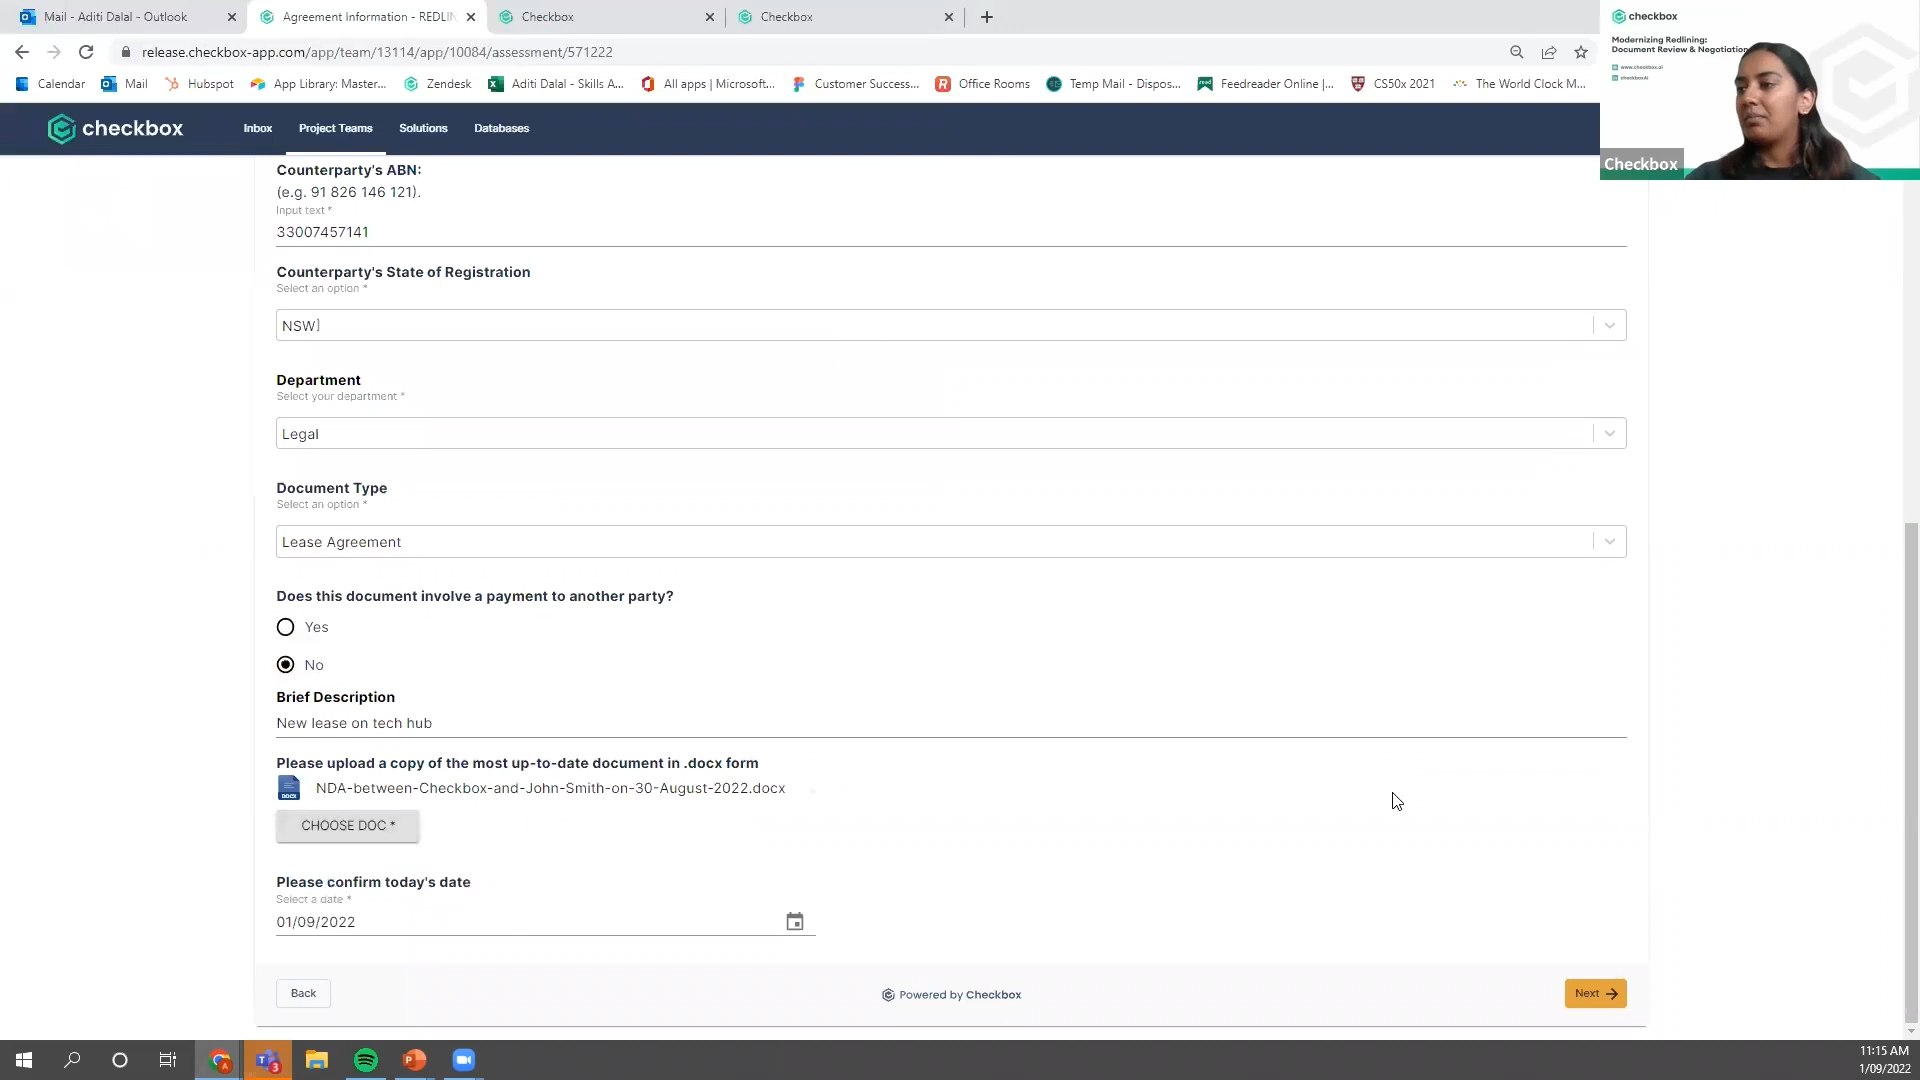 Mail - Aditi Dalal - Outlook
Agreement Information - REDLIN
Checkbox
Checkbox
release.checkbox-app.com/app/team/13114/app/10084/assessment/571222
Calendar
Mail
Hubspot
App Library: Master...
Zendesk
Aditi Dalal - Skills A...
All apps | Microsoft...
Customer Success...
Office Rooms
Temp Mail - Dispos...
Feedreader Online |...
CS50x 2021
The World Clock M...
checkbox
Modernizing Redlining:
Document Review & Negotiation
www.checkbox.ai
checkboxAI
Checkbox
checkbox
Inbox
Project Teams
Solutions
Databases
Counterparty's ABN:
(e.g. 91 826 146 121).
Input text *
33007457141
Counterparty's State of Registration
Select an option *
NSW]
Department
Select your department *
Legal
Document Type
Select an option *
Lease Agreement
Does this document involve a payment to another party?
Yes
No
Brief Description
New lease on tech hub
Please upload a copy of the most up-to-date document in .docx form
DOCX
NDA-between-Checkbox-and-John-Smith-on-30-August-2022.docx
CHOOSE DOC *
Please confirm today's date
Select a date *
01/09/2022
Back
Powered by Checkbox
Next
11:15 AM
1/09/2022